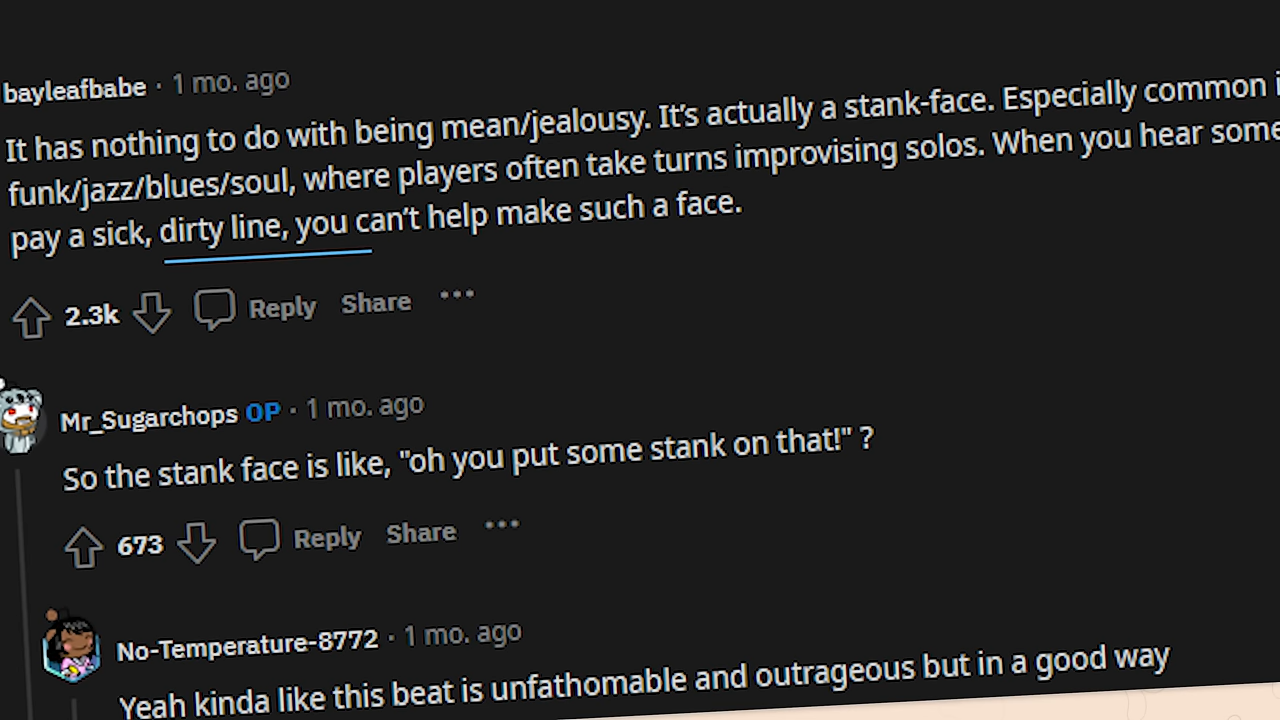 bayleafbabe · 1 mo. ago
It has nothing to do with being mean/jealousy. It's actually a stank-face. Especially common
funk/jazz/blues/soul, where players often take turns improvising solos. When you hear some
pay a sick, dirty line, you can't help make such a face.
2.3k Reply Share ...
Mr_Sugarchops OP · 1 mo. ago
So the stank face is like, "oh you put some stank on that!" ?
673 Reply Share ...
No-Temperature-8772 · 1 mo. ago
Yeah kinda like this beat is unfathomable and outrageous but in a good way